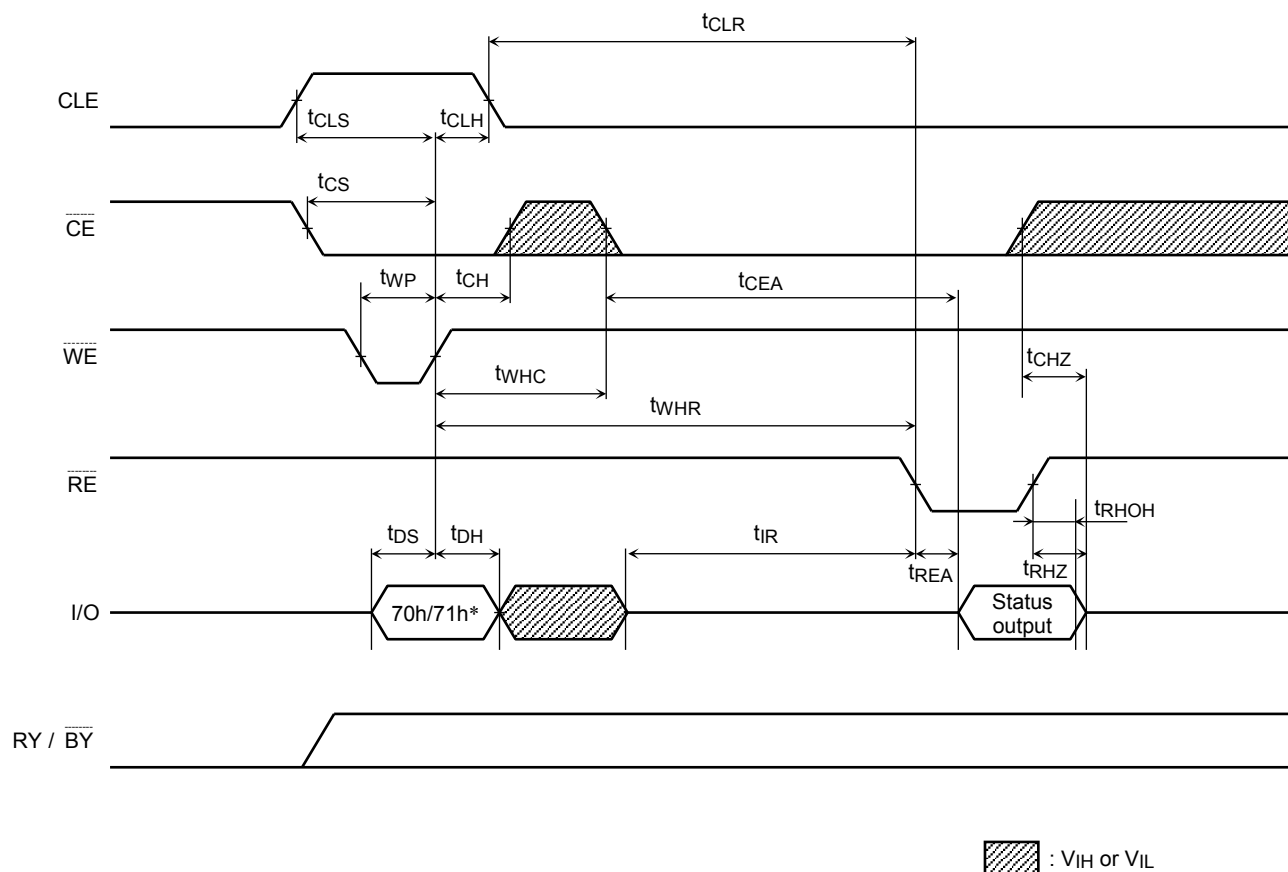 tCLR
CLE
tCLS
tCLH
tCS
CE
tWP
tCH
tCEA
WE
tCHZ
tWHC
tWHR
RE
tRHOH
tDS
tDH
tIR
tREA
tRHZ
I/O
70h/71h*
Status
output
RY / BY
: VIH or VIL